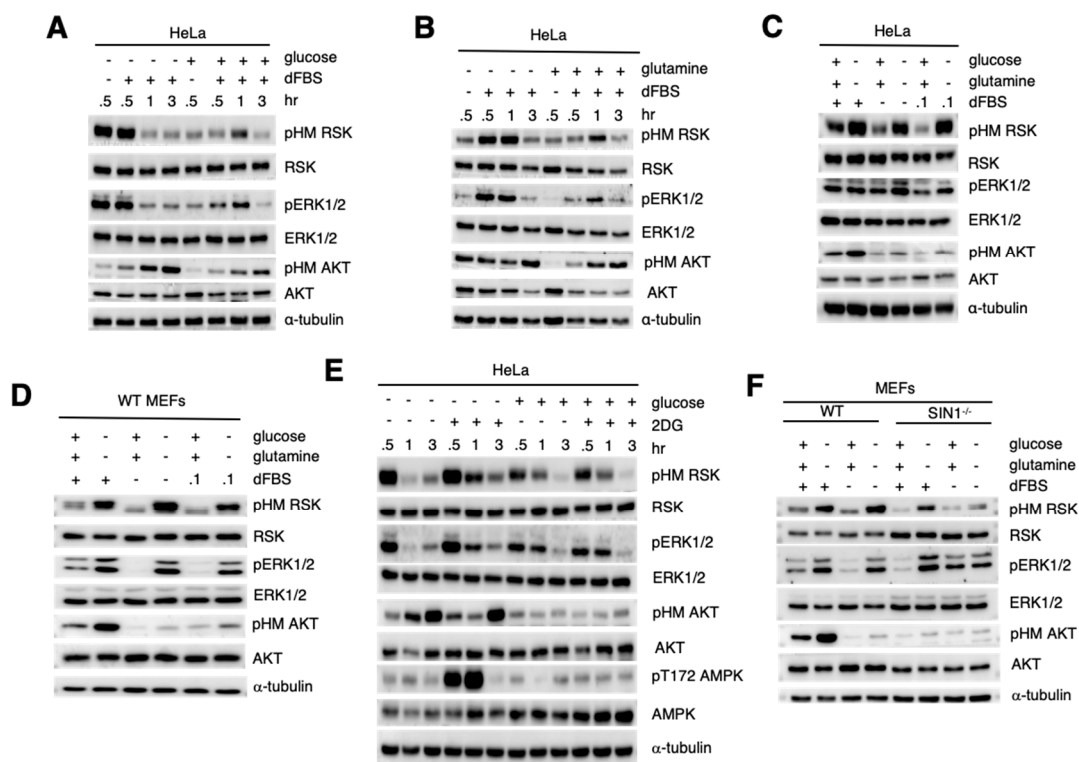 A
HeLa
- - - - + + + + glucose
- + + + - + + + dFBS
.5 .5 1 3 .5 .5 1 3 hr
pHM RSK
RSK
pERK1/2
ERK1/2
pHM AKT
AKT
α-tubulin
B
HeLa
- - - - + + + + glutamine
- + + + - + + + dFBS
.5 .5 1 3 .5 .5 1 3 hr
pHM RSK
RSK
pERK1/2
ERK1/2
pHM AKT
AKT
α-tubulin
C
HeLa
+ - + - + - glucose
+ - + - + - glutamine
+ + - - .1 .1 dFBS
pHM RSK
RSK
pERK1/2
ERK1/2
pHM AKT
AKT
α-tubulin
D
WT MEFs
+ - + - + - glucose
+ - + - + - glutamine
+ + - - .1 .1 dFBS
pHM RSK
RSK
pERK1/2
ERK1/2
pHM AKT
AKT
α-tubulin
E
HeLa
- - - - - - + + + + + + glucose
- - - + + + - - - + + + 2DG
.5 1 3 .5 1 3 .5 1 3 .5 1 3 hr
pHM RSK
RSK
pERK1/2
ERK1/2
pHM AKT
AKT
pT172 AMPK
AMPK
α-tubulin
F
MEFs
WT SIN1-/-
+ - + - + - + - glucose
+ - + - + - + - glutamine
+ + - - + + - - dFBS
pHM RSK
RSK
pERK1/2
ERK1/2
pHM AKT
AKT
α-tubulin